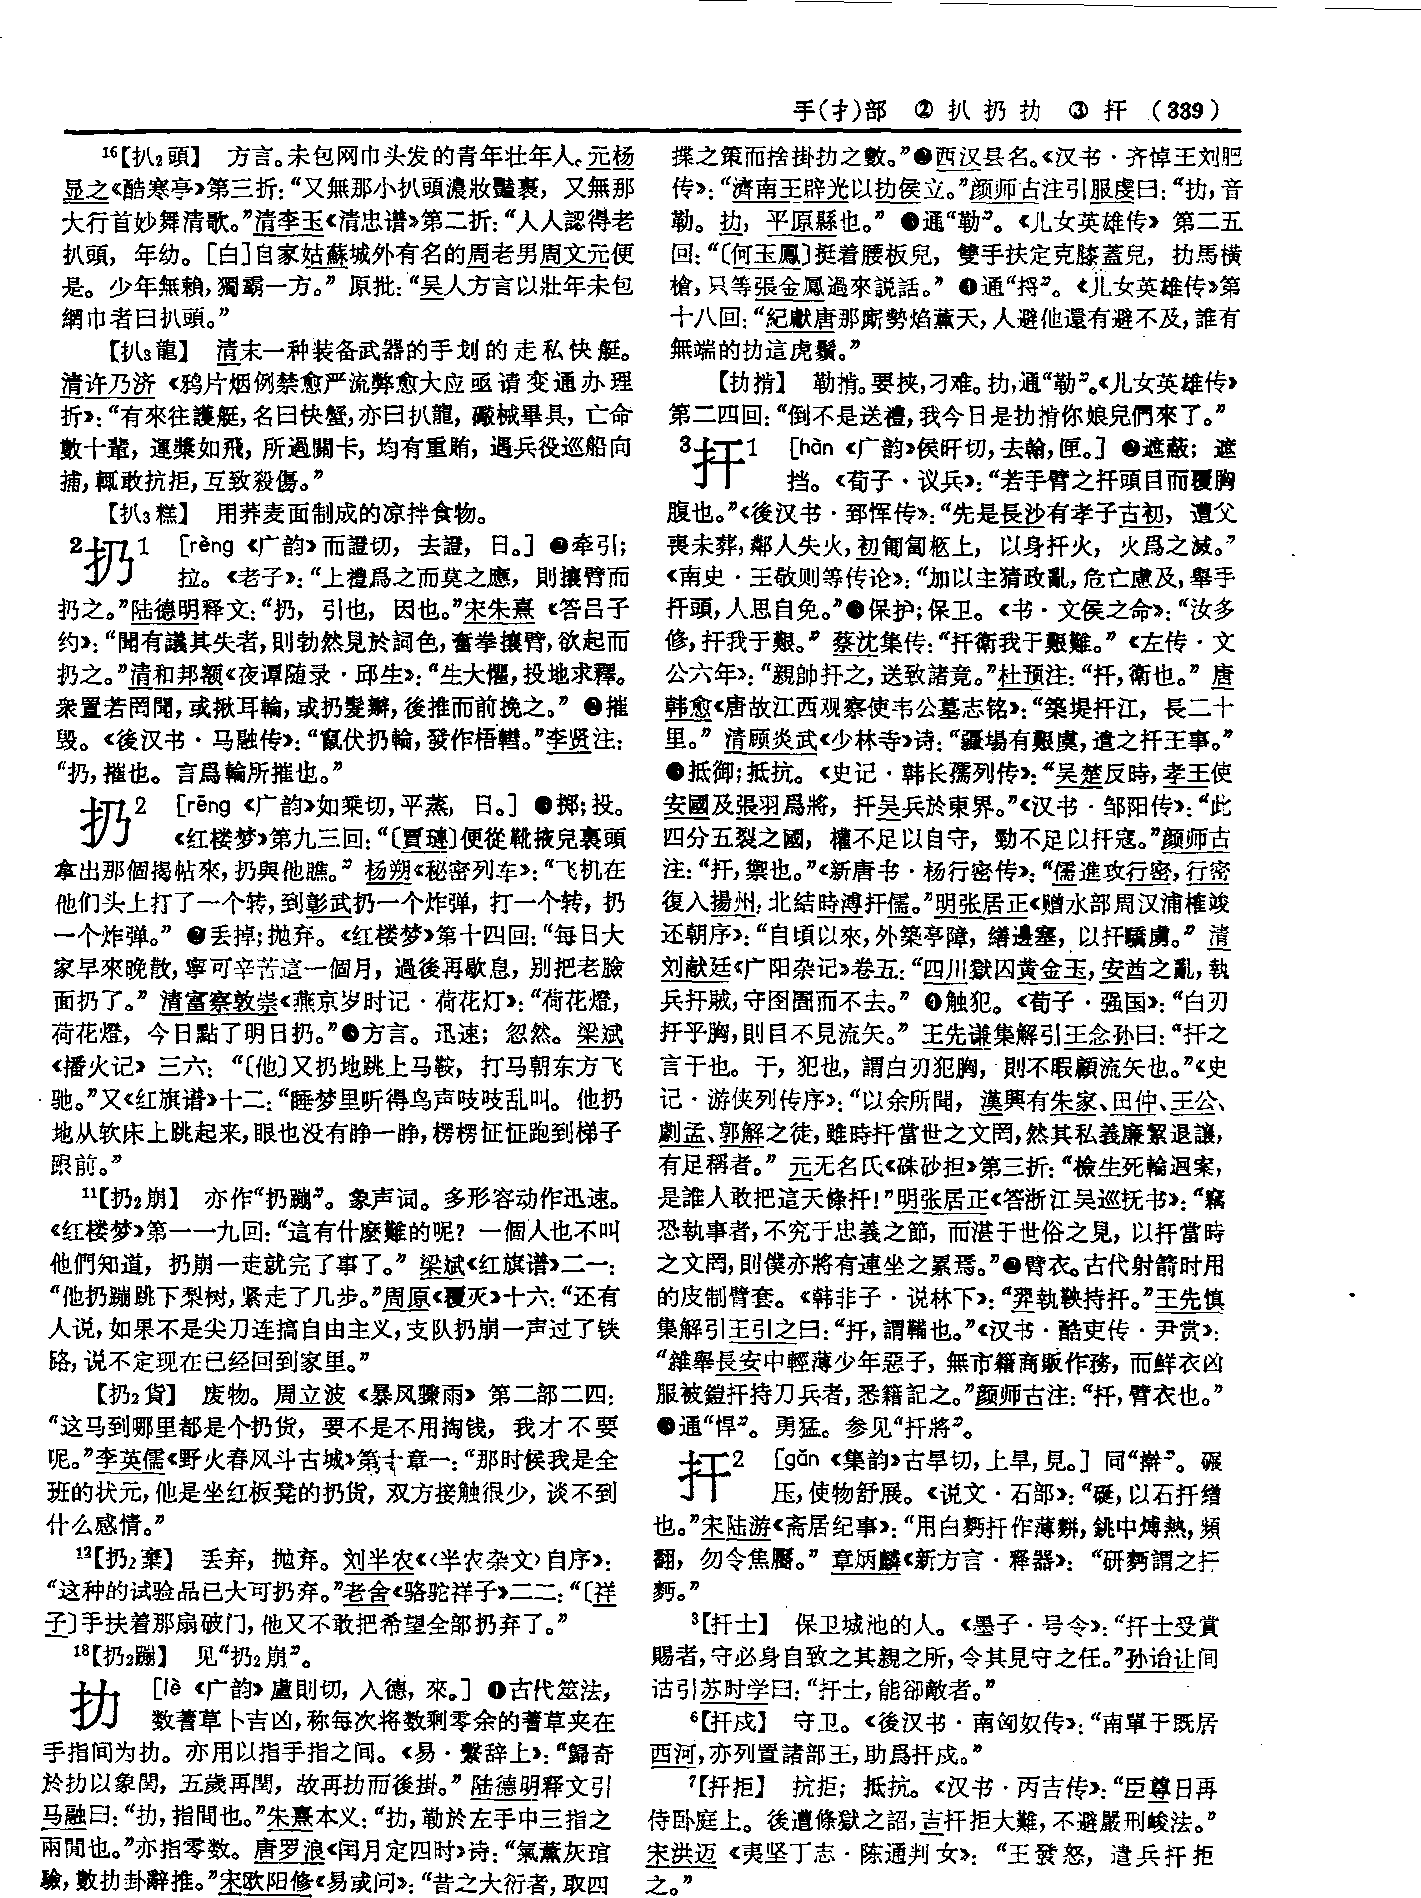 手(扌)部 ② 扒 扔 扐 ③ 扞 (339)
16【扒2頭】 方言。未包网巾头发的青年壮年人。元杨
显之《酷寒亭》第三折：“又無那小扒頭濃妝豔裹， 又無那
大行首妙舞清歌。”清李玉《清忠谱》第二折：“人人認得老
扒頭， 年幼。[白]自家姑蘇城外有名的周老男周文元便
是。少年無賴，獨霸一方。” 原批：“吴人方言以壯年未包
網巾者曰扒頭。”
【扒3龍】 清末一种装备武器的手划的走私快艇。
清许乃济《鸦片烟例禁愈严流弊愈大应亟请变通办理
折》：“有來往護艇，名曰快蟹，亦曰扒龍，礮械畢具，亡命
數十輩，運槳如飛，所過關卡，均有重賄，遇兵役巡船向
捕，輒敢抗拒，互致殺傷。”
【扒3糕】 用荞麦面制成的凉拌食物。
2扔1 [rèng《广韵》而證切，去證，日。] ❶牵引；
拉。《老子》：“上禮爲之而莫之應，則攘臂而
扔之。”陆德明释文：“扔，引也，因也。”宋朱熹《答吕子
约》：“聞有議其失者，則勃然見於詞色，奮拳攘臂，欲起而
扔之。”清和邦额《夜谭随录·邱生》：“生大懼，投地求釋。
衆置若罔聞，或揪耳輪，或扔髮辮，後推而前挽之。” ❷摧
毁。《後汉书·马融传》：“竄伏扔輪，發作梧轊。”李贤注：
“扔，摧也。言爲輪所摧也。”
扔2 [rēng《广韵》如乘切，平蒸，日。] ❶掷；投。
《红楼梦》第九三回：“〔賈璉〕便從靴掖兒裏頭
拿出那個揭帖來，扔與他瞧。” 杨朔《秘密列车》：“飞机在
他们头上打了一个转，到彰武扔一个炸弹，打一个转，扔
一个炸弹。” ❷丢掉；抛弃。《红楼梦》第十四回：“每日大
家早來晚散，寧可辛苦這一個月，過後再歇息，别把老臉
面扔了。” 清富察敦崇《燕京岁时记·荷花灯》：“荷花燈，
荷花燈，今日點了明日扔。”❸方言。迅速；忽然。梁斌
《播火记》三六：“〔他〕又扔地跳上马鞍，打马朝东方飞
驰。”又《红旗谱》十二：“睡梦里听得鸟声吱吱乱叫。他扔
地从软床上跳起来，眼也没有睁一睁，楞楞怔怔跑到梯子
跟前。”
11【扔2崩】 亦作“扔蹦”。象声词。多形容动作迅速。
《红楼梦》第一一九回：“這有什麽難的呢？一個人也不叫
他們知道，扔崩一走就完了事了。” 梁斌《红旗谱》二一：
“他扔蹦跳下梨树，紧走了几步。”周原《覆灭》十六：“还有
人说，如果不是尖刀连搞自由主义，支队扔崩一声过了铁
路，说不定现在已经回到家里。”
【扔2貨】 废物。周立波《暴风骤雨》第二部二四：
“这马到哪里都是个扔货，要不是不用掏钱，我才不要
呢。”李英儒《野火春风斗古城》第十章一：“那时候我是全
班的状元，他是坐红板凳的扔货，双方接触很少，谈不到
什么感情。”
12【扔2棄】 丢弃，抛弃。刘半农《〈半农杂文〉自序》：
“这种的试验品已大可扔弃。”老舍《骆驼祥子》二二：“〔祥
子〕手扶着那扇破门，他又不敢把希望全部扔弃了。”
18【扔2蹦】 见“扔2崩”。
扐 [lè《广韵》盧則切，入德，來。] ❶古代筮法，
数蓍草卜吉凶，称每次将数剩零余的蓍草夹在
手指间为扐。亦用以指手指之间。《易·繫辞上》：“歸奇
於扐以象閏，五歲再閏，故再扐而後掛。” 陆德明释文引
马融曰：“扐，指間也。”朱熹本义：“扐，勒於左手中三指之
兩間也。”亦指零数。唐罗浪《闰月定四时》诗：“氣薰灰琯
驗，數扐卦辭推。”宋欧阳修《易或问》：“昔之大衍者，取四
揲之策而捨掛扐之數。”❷西汉县名。《汉书·齐悼王刘肥
传》：“濟南王辟光以扐侯立。”颜师古注引服虔曰：“扐，音
勒。扐，平原縣也。” ❸通“勒”。《儿女英雄传》第二五
回：“〔何玉鳳〕挺着腰板兒，雙手扶定克膝蓋兒，扐馬橫
槍，只等張金鳳過來説話。” ❹通“捋”。《儿女英雄传》第
十八回：“紀獻唐那廝勢焰薰天，人避他還有避不及，誰有
無端的扐這虎鬚。”
【扐揹】 勒揹。要挟，刁难。扐，通“勒”。《儿女英雄传》
第二四回：“倒不是送禮，我今日是扐揹你娘兒們來了。”
3扞1 [hàn《广韵》侯旰切，去翰，匣。] ❶遮蔽；遮
挡。《荀子·议兵》：“若手臂之扞頭目而覆胸
腹也。”《後汉书·郅恽传》：“先是長沙有孝子古初，遭父
喪未葬，鄰人失火，初匍匐柩上，以身扞火，火爲之滅。”
《南史·王敬则等传论》：“加以主猜政亂，危亡慮及，舉手
扞頭，人思自免。”❷保护；保卫。《书·文侯之命》：“汝多
修，扞我于艱。” 蔡沈集传：“扞衛我于艱難。”《左传·文
公六年》：“親帥扞之，送致諸竟。”杜预注：“扞，衛也。” 唐
韩愈《唐故江西观察使韦公墓志铭》：“築堤扞江，長二十
里。” 清顾炎武《少林寺》诗：“疆場有艱虞，遣之扞王事。”
❸抵御；抵抗。《史记·韩长孺列传》：“吴楚反時，孝王使
安國及張羽爲將，扞吴兵於東界。”《汉书·邹阳传》：“此
四分五裂之國，權不足以自守，勁不足以扞寇。”颜师古
注：“扞，禦也。”《新唐书·杨行密传》：“儒進攻行密，行密
復入揚州，北結時溥扞儒。”明张居正《赠水部周汉浦榷竣
还朝序》：“自頃以來，外築亭障，繕邊塞，以扞驕虜。” 清
刘献廷《广阳杂记》卷五：“四川獄囚黄金玉，安酋之亂，執
兵扞賊，守图圄而不去。” ❹触犯。《荀子·强国》：“白刃
扞乎胸，則目不見流矢。” 王先谦集解引王念孙曰：“扞之
言干也。干，犯也，謂白刃犯胸，則不暇顧流矢也。”《史
记·游侠列传序》：“以余所聞，漢興有朱家、田仲、王公、
劇孟、郭解之徒，雖時扞當世之文罔，然其私義廉絜退讓，
有足稱者。” 元无名氏《硃砂担》第三折：“檢生死輪迴案，
是誰人敢把這天條扞！”明张居正《答浙江吴巡抚书》：“竊
恐執事者，不究于忠義之節，而湛于世俗之見，以扞當時
之文罔，則僕亦將有連坐之累焉。”❺臂衣。古代射箭时用
的皮制臂套。《韩非子·说林下》：“羿執鞅持扞。”王先慎
集解引王引之曰：“扞，謂韝也。”《汉书·酷吏传·尹赏》：
“雜舉長安中輕薄少年惡子，無市籍商販作務，而鮮衣凶
服被鎧扞持刀兵者，悉籍記之。”颜师古注：“扞，臂衣也。”
❻通“悍”。勇猛。参见“扞將”。
扞2 [gǎn《集韵》古旱切，上旱，見。] 同“擀”。碾
压，使物舒展。《说文·石部》：“硟，以石扞繒
也。”宋陆游《斋居纪事》：“用白麪扞作薄餅，銚中煿熱，頻
翻，勿令焦黶。” 章炳麟《新方言·释器》：“研麪謂之扞
麪。”
3【扞士】 保卫城池的人。《墨子·号令》：“扞士受賞
賜者，守必身自致之其親之所，令其見守之任。”孙诒让间
诂引苏时学曰：“扞士，能卻敵者。”
6【扞戍】 守卫。《後汉书·南匈奴传》：“南單于既居
西河，亦列置諸部王，助爲扞戍。”
7【扞拒】 抗拒；抵抗。《汉书·丙吉传》：“臣尊日再
侍卧庭上。後遭條獄之詔，吉扞拒大難，不避嚴刑峻法。”
宋洪迈《夷坚丁志·陈通判女》：“王發怒，遣兵扞拒
之。”